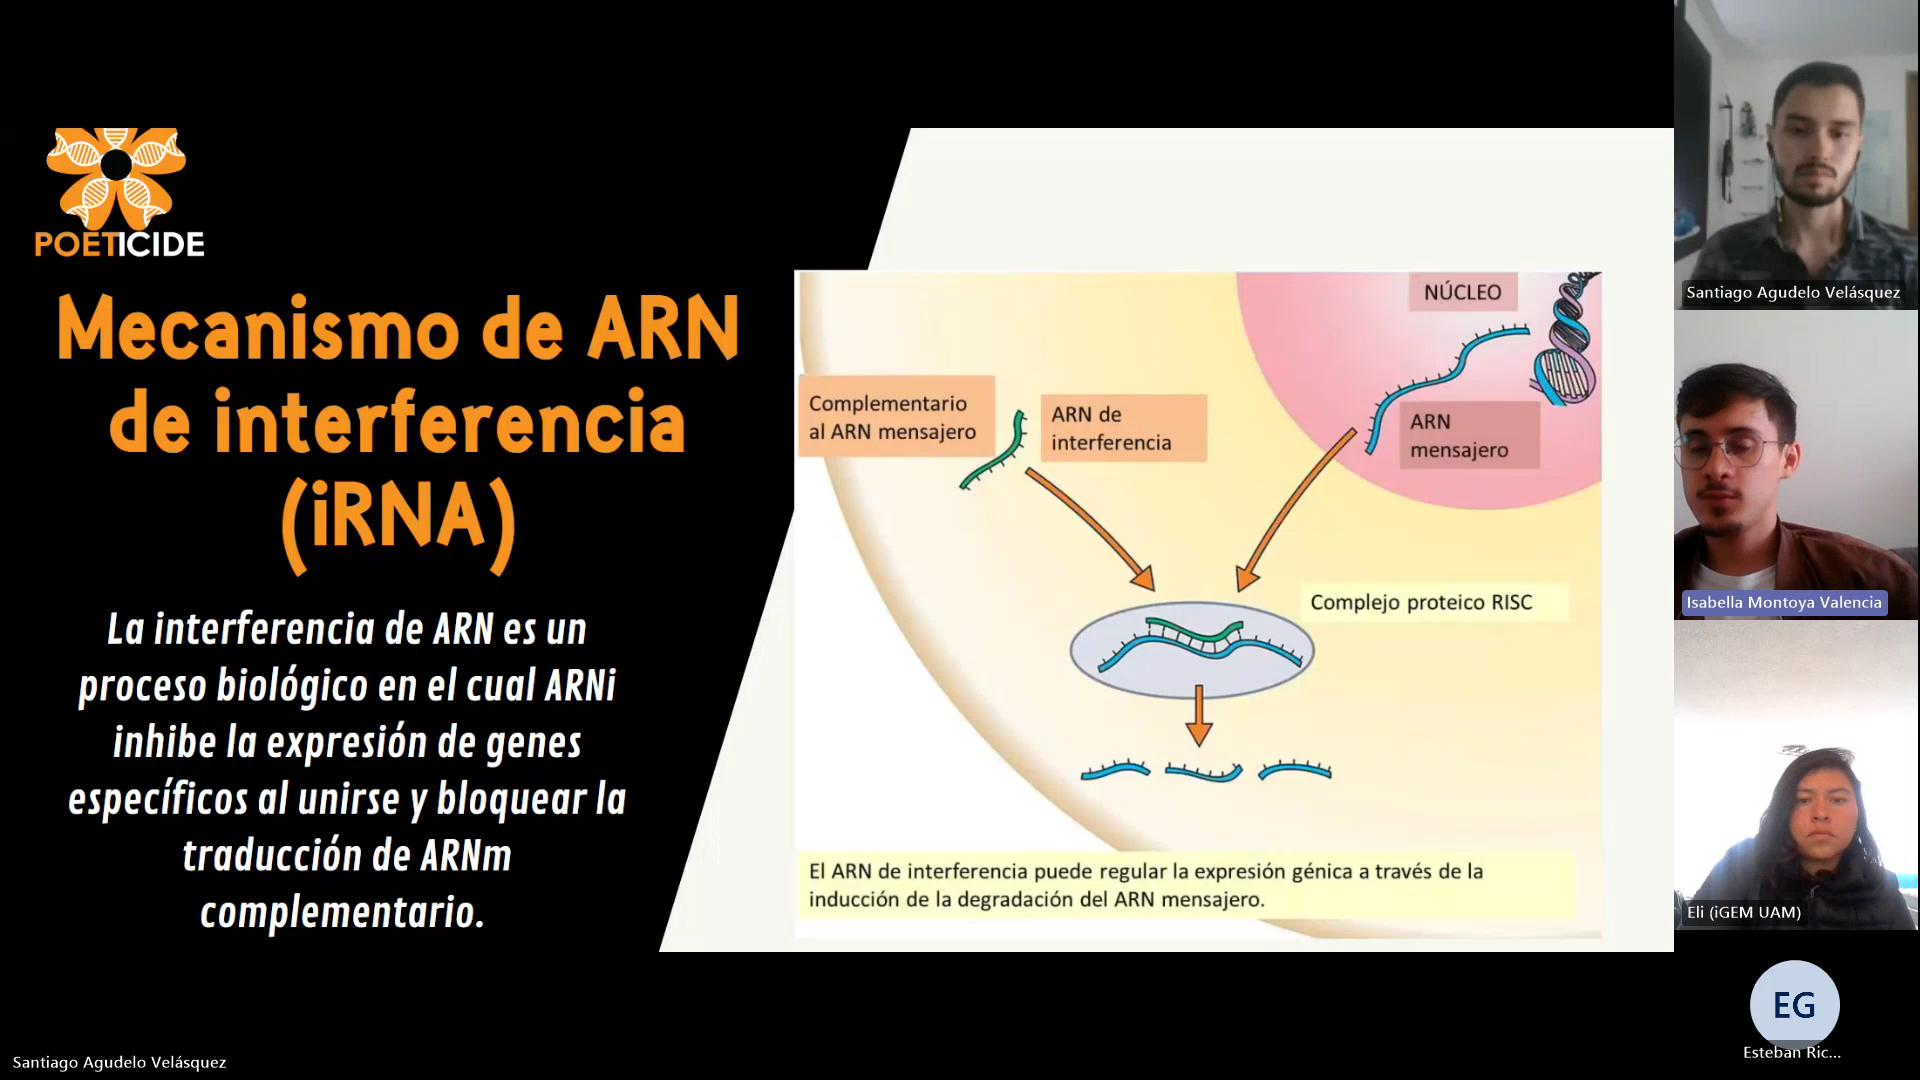 POETICIDE
Mecanismo de ARN
de interferencia
(iRNA)
La interferencia de ARN es un
proceso biológico en el cual ARNi
inhibe la expresión de genes
específicos al unirse y bloquear la
traducción de ARNm
complementario.
NÚCLEO
Complementario
al ARN mensajero
ARN de
interferencia
ARN
mensajero
Complejo proteico RISC
El ARN de interferencia puede regular la expresión génica a través de la
inducción de la degradación del ARN mensajero.
Santiago Agudelo Velásquez
Isabella Montoya Valencia
Eli (iGEM UAM)
EG
Esteban Ric...
Santiago Agudelo Velásquez